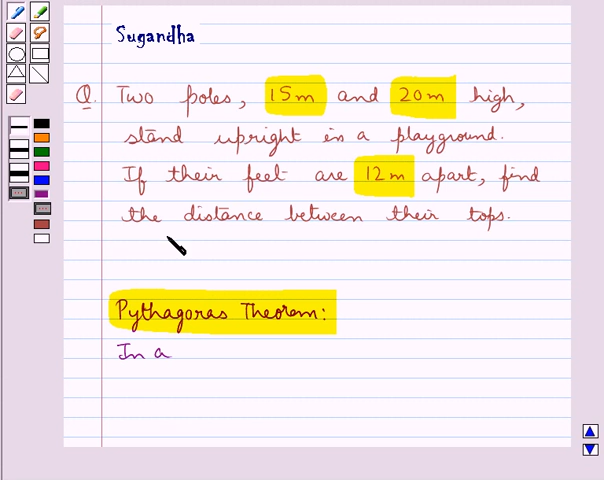 Sugandha
Q. Two poles, 15m and 20m high,
stand upright in a playground.
If their feet are 12m apart, find
the distance between their tops.
Pythagoras Theorem:
In a